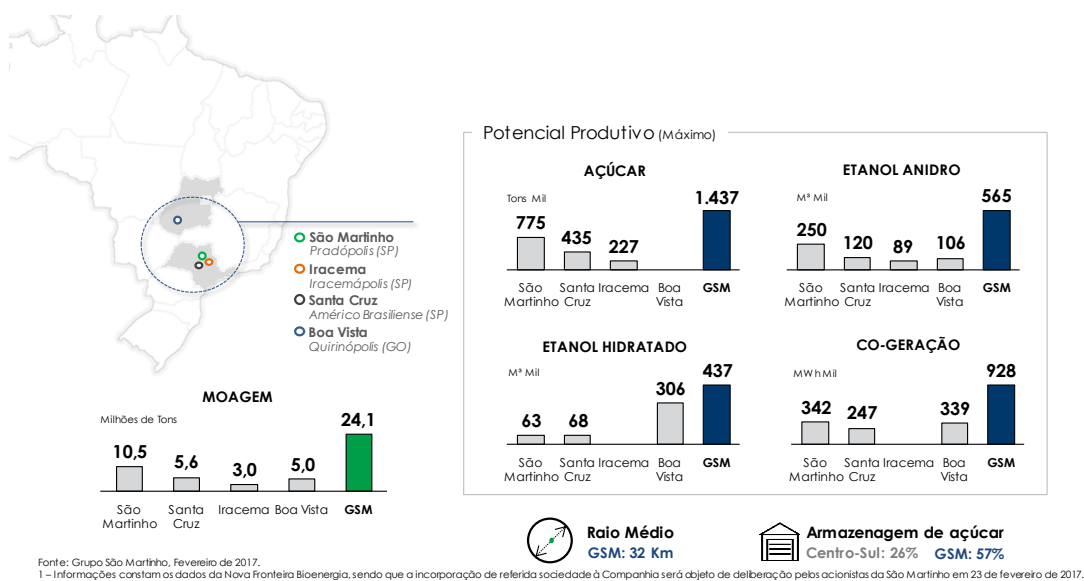 São Martinho
Pradópolis (SP)
Iracema
Iracemápolis (SP)
Santa Cruz
Américo Brasiliense (SP)
Boa Vista
Quirinópolis (GO)
MOAGEM
Milhões de Tons
10,5
5,6
3,0
5,0
24,1
São Martinho
Santa Cruz
Iracema
Boa Vista
GSM
Potencial Produtivo (Máximo)
AÇÚCAR
Tons Mil
775
435
227
1.437
São Martinho
Santa Cruz
Iracema
Boa Vista
GSM
ETANOL ANIDRO
M³ Mil
250
120
89
106
565
São Martinho
Santa Cruz
Iracema
Boa Vista
GSM
ETANOL HIDRATADO
M³ Mil
63
68
306
437
São Martinho
Santa Cruz
Iracema
Boa Vista
GSM
CO-GERAÇÃO
MWh Mil
342
247
339
928
São Martinho
Santa Cruz
Iracema
Boa Vista
GSM
Raio Médio
GSM: 32 Km
Armazenagem de açúcar
Centro-Sul: 26% GSM: 57%
Fonte: Grupo São Martinho, Fevereiro de 2017.
1 – Informações constam os dados da Nova Fronteira Bioenergia, sendo que a incorporação de referida sociedade à Companhia será objeto de deliberação pelos acionistas da São Martinho em 23 de fevereiro de 2017.